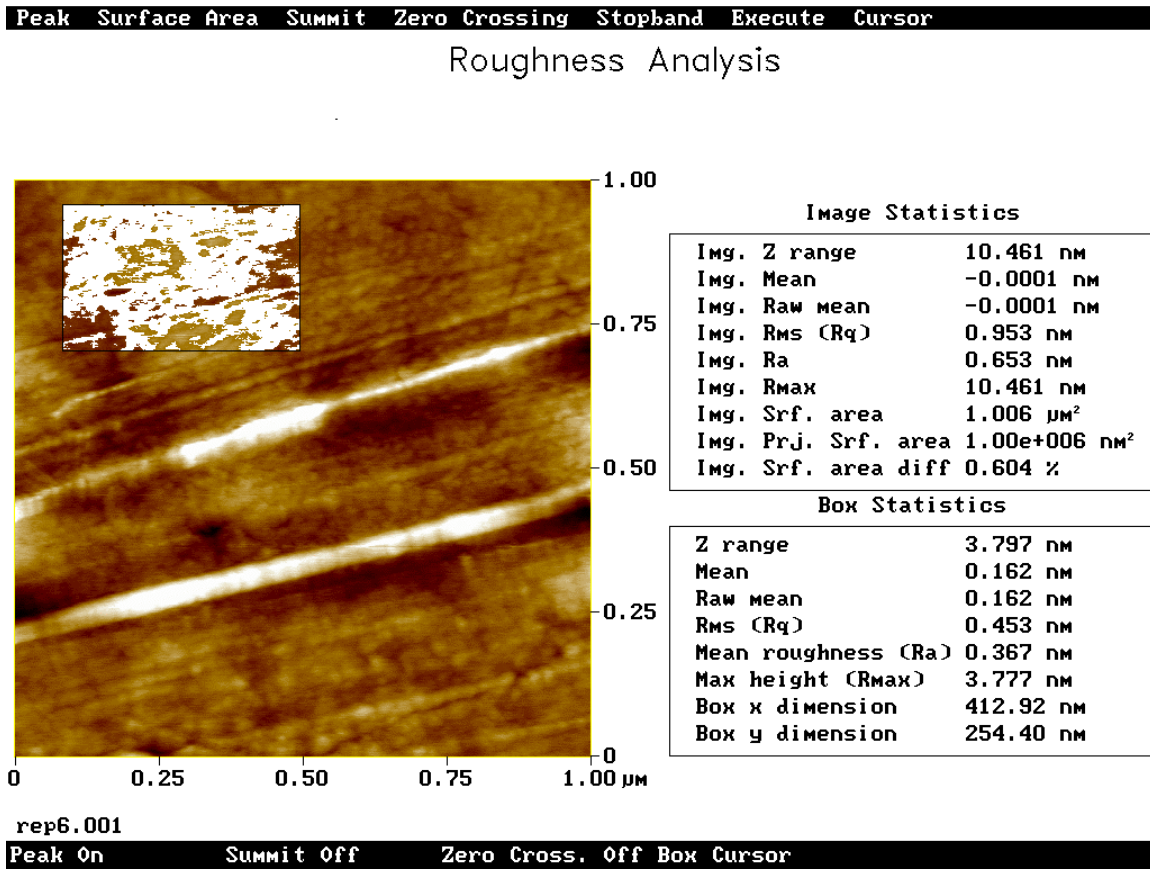 Peak Surface Area Summit Zero Crossing Stopband Execute Cursor
Roughness Analysis
1.00
0.75
0.50
0.25
0
0 0.25 0.50 0.75 1.00 µm
Image Statistics
Img. Z range 10.461 nm
Img. Mean -0.0001 nm
Img. Raw mean -0.0001 nm
Img. Rms (Rq) 0.953 nm
Img. Ra 0.653 nm
Img. Rmax 10.461 nm
Img. Srf. area 1.006 µm²
Img. Prj. Srf. area 1.00e+006 nm²
Img. Srf. area diff 0.604 %
Box Statistics
Z range 3.797 nm
Mean 0.162 nm
Raw mean 0.162 nm
Rms (Rq) 0.453 nm
Mean roughness (Ra) 0.367 nm
Max height (Rmax) 3.777 nm
Box x dimension 412.92 nm
Box y dimension 254.40 nm
rep6.001
Peak On Summit Off Zero Cross. Off Box Cursor